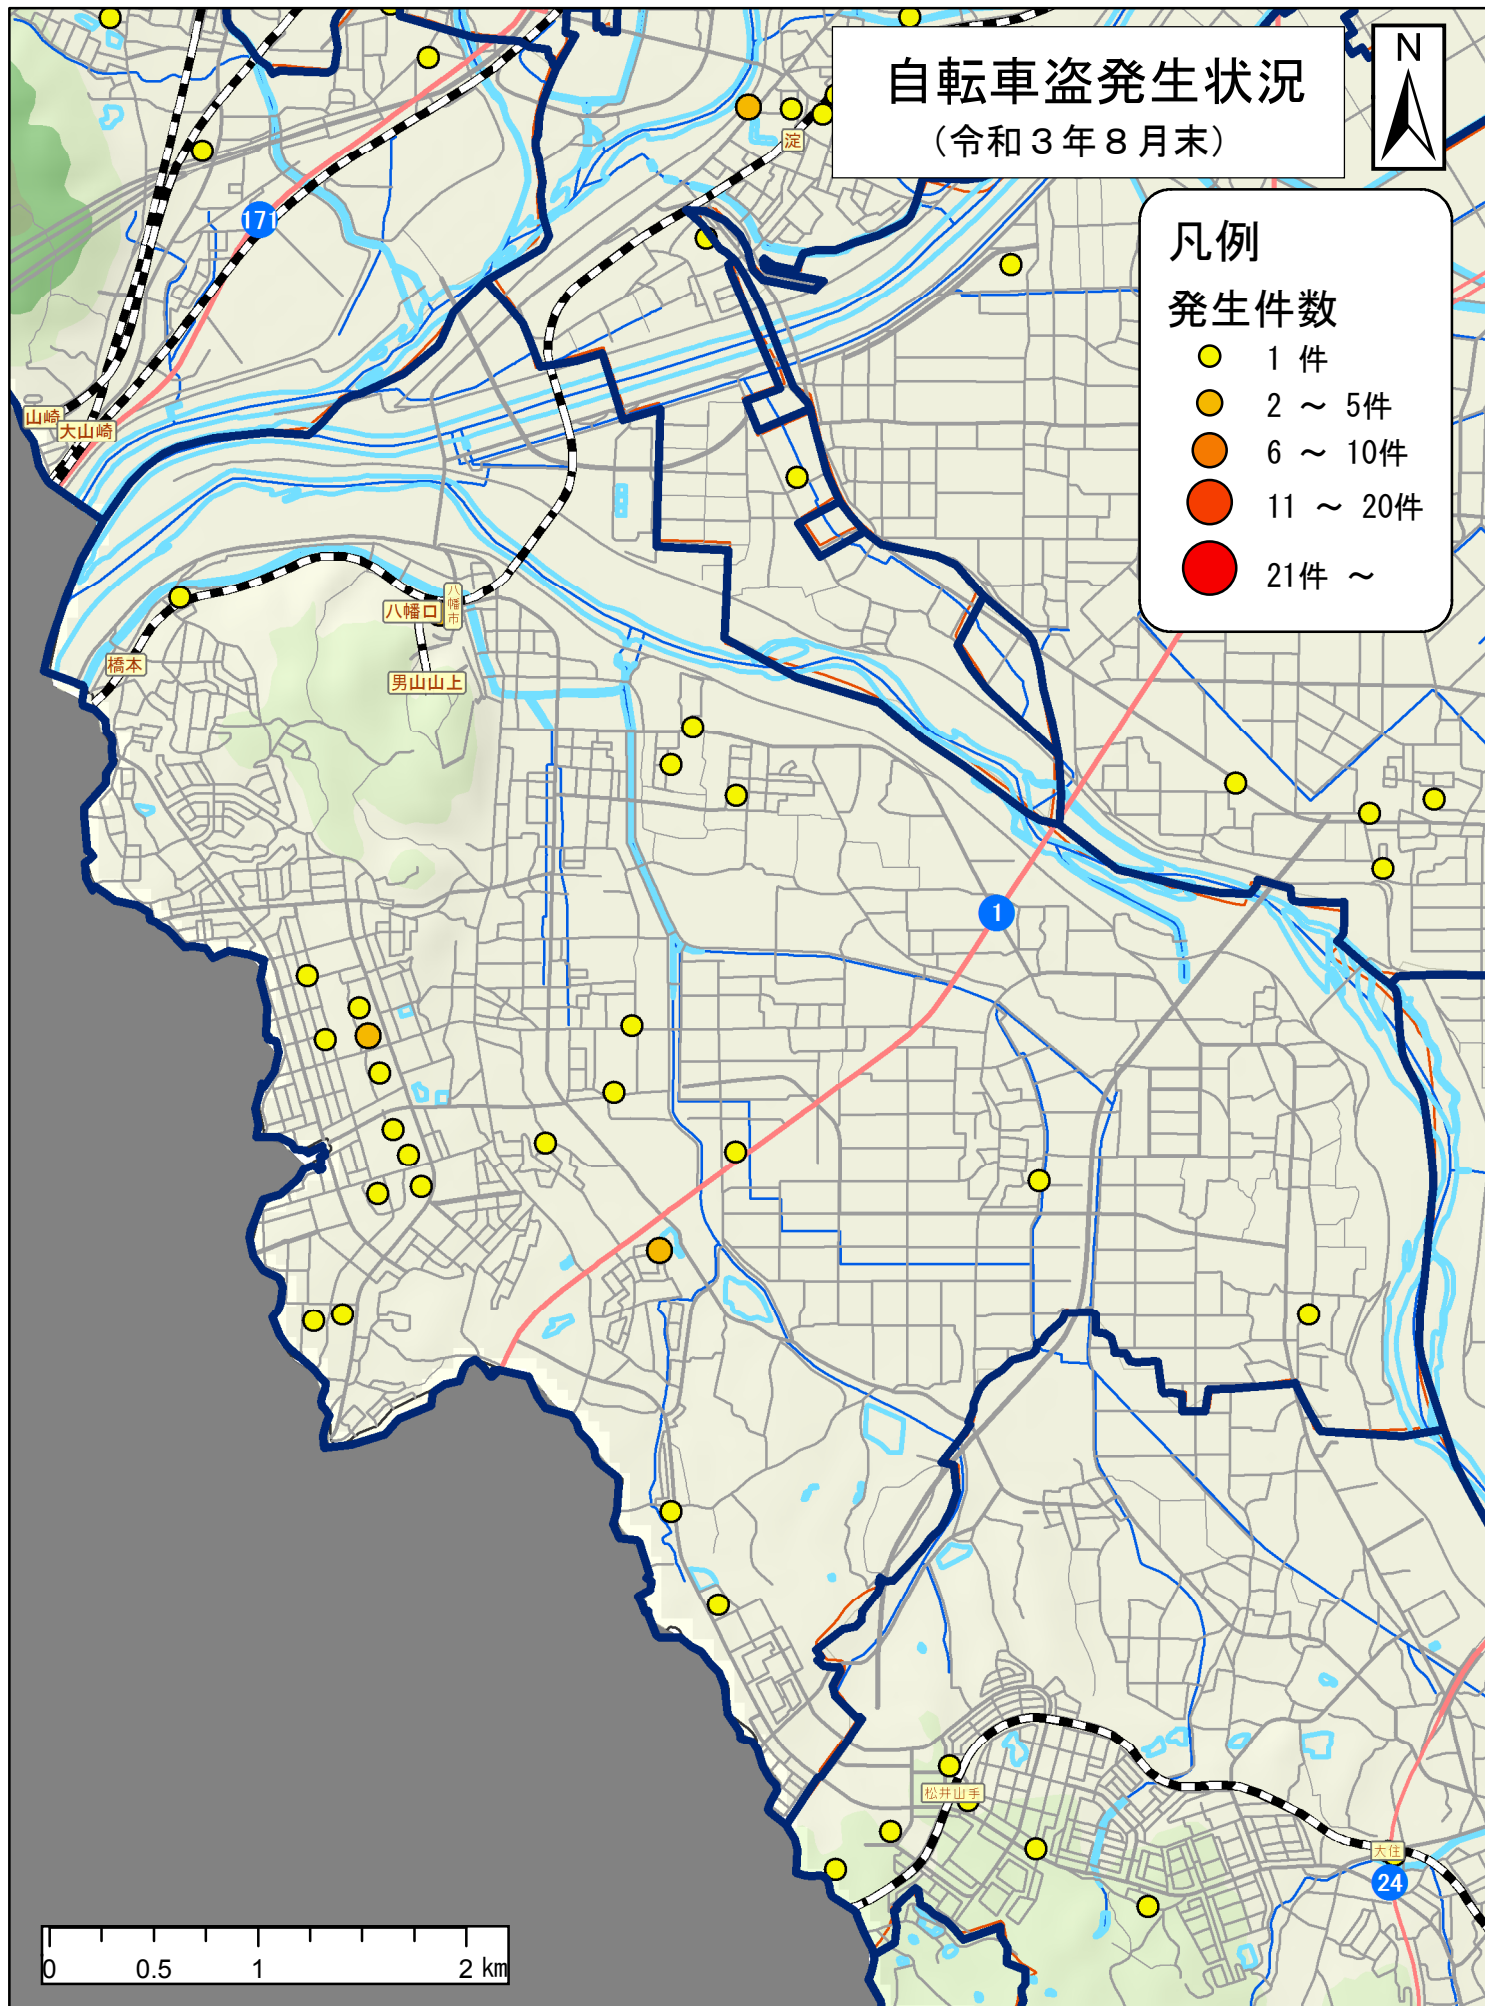 自転車盗発生状況
(令和3年8月末)
N
凡例
発生件数
1 件
2 ～ 5件
6 ～ 10件
11 ～ 20件
21件 ～
淀
171
山崎
大山崎
八幡口
八幡市
橋本
男山山上
1
松井山手
大住
24
0 0.5 1 2 km